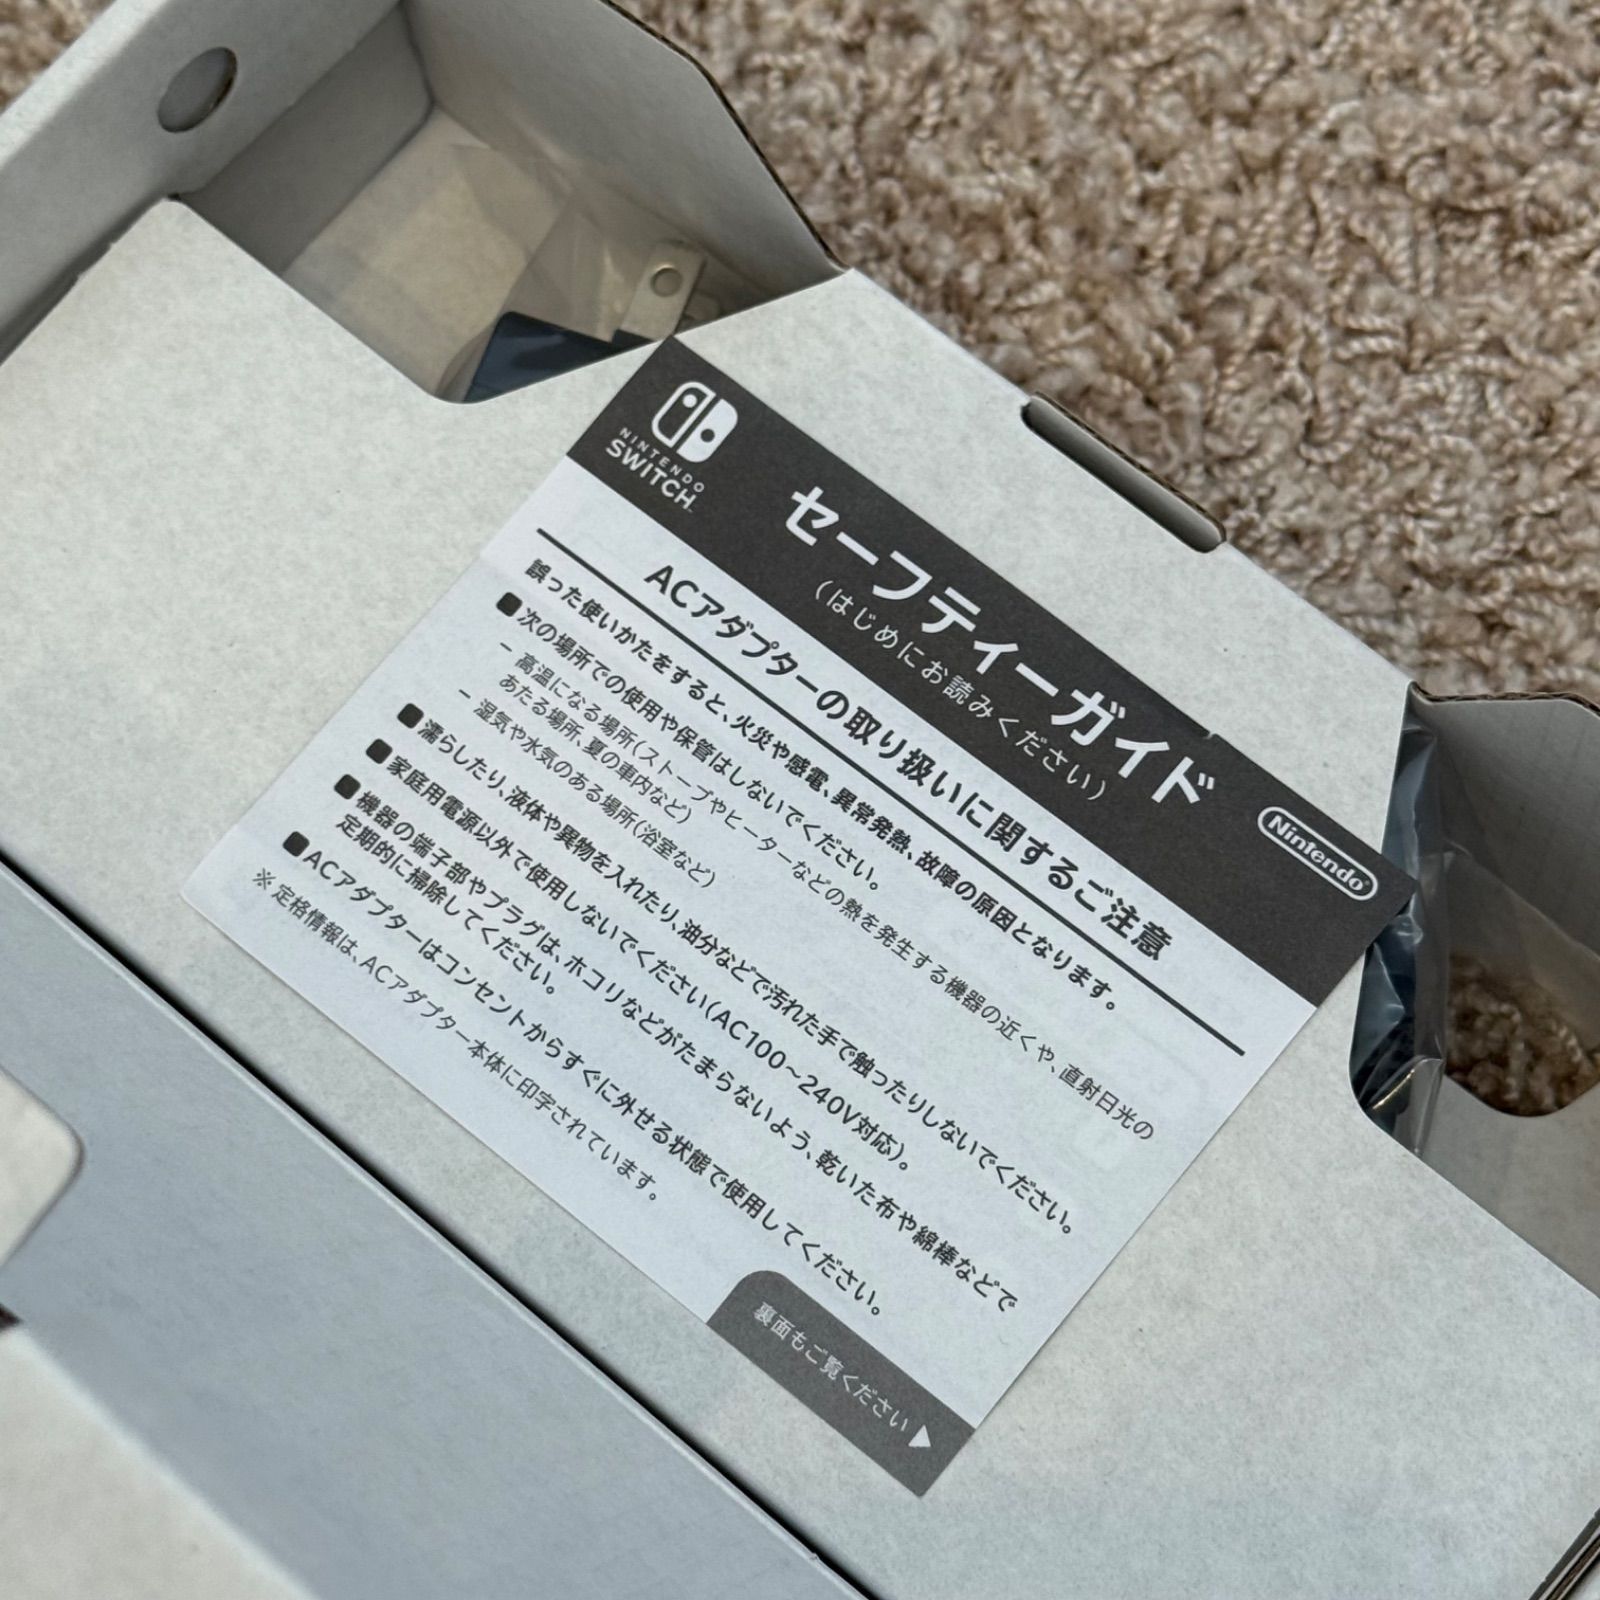 NINTENDO
SWITCH™
セーフティーガイド
(はじめにお読みください)
Nintendo®
ACアダプターの取り扱いに関するご注意
誤った使いかたをすると、火災や感電、異常発熱、故障の原因となります。
■次の場所での使用や保管はしないでください。
– 高温になる場所(ストーブやヒーターなどの熱を発生する機器の近くや、直射日光の
あたる場所、夏の車内など)
– 湿気や水気のある場所(浴室など)
■濡らしたり、液体や異物を入れたり、油分などで汚れた手で触ったりしないでください。
■家庭用電源以外で使用しないでください(AC100～240V対応)。
■機器の端子部やプラグは、ホコリなどがたまらないよう、乾いた布や綿棒などで
定期的に掃除してください。
■ACアダプターはコンセントからすぐに外せる状態で使用してください。
※定格情報は、ACアダプター本体に印字されています。
裏面もご覧ください ▶